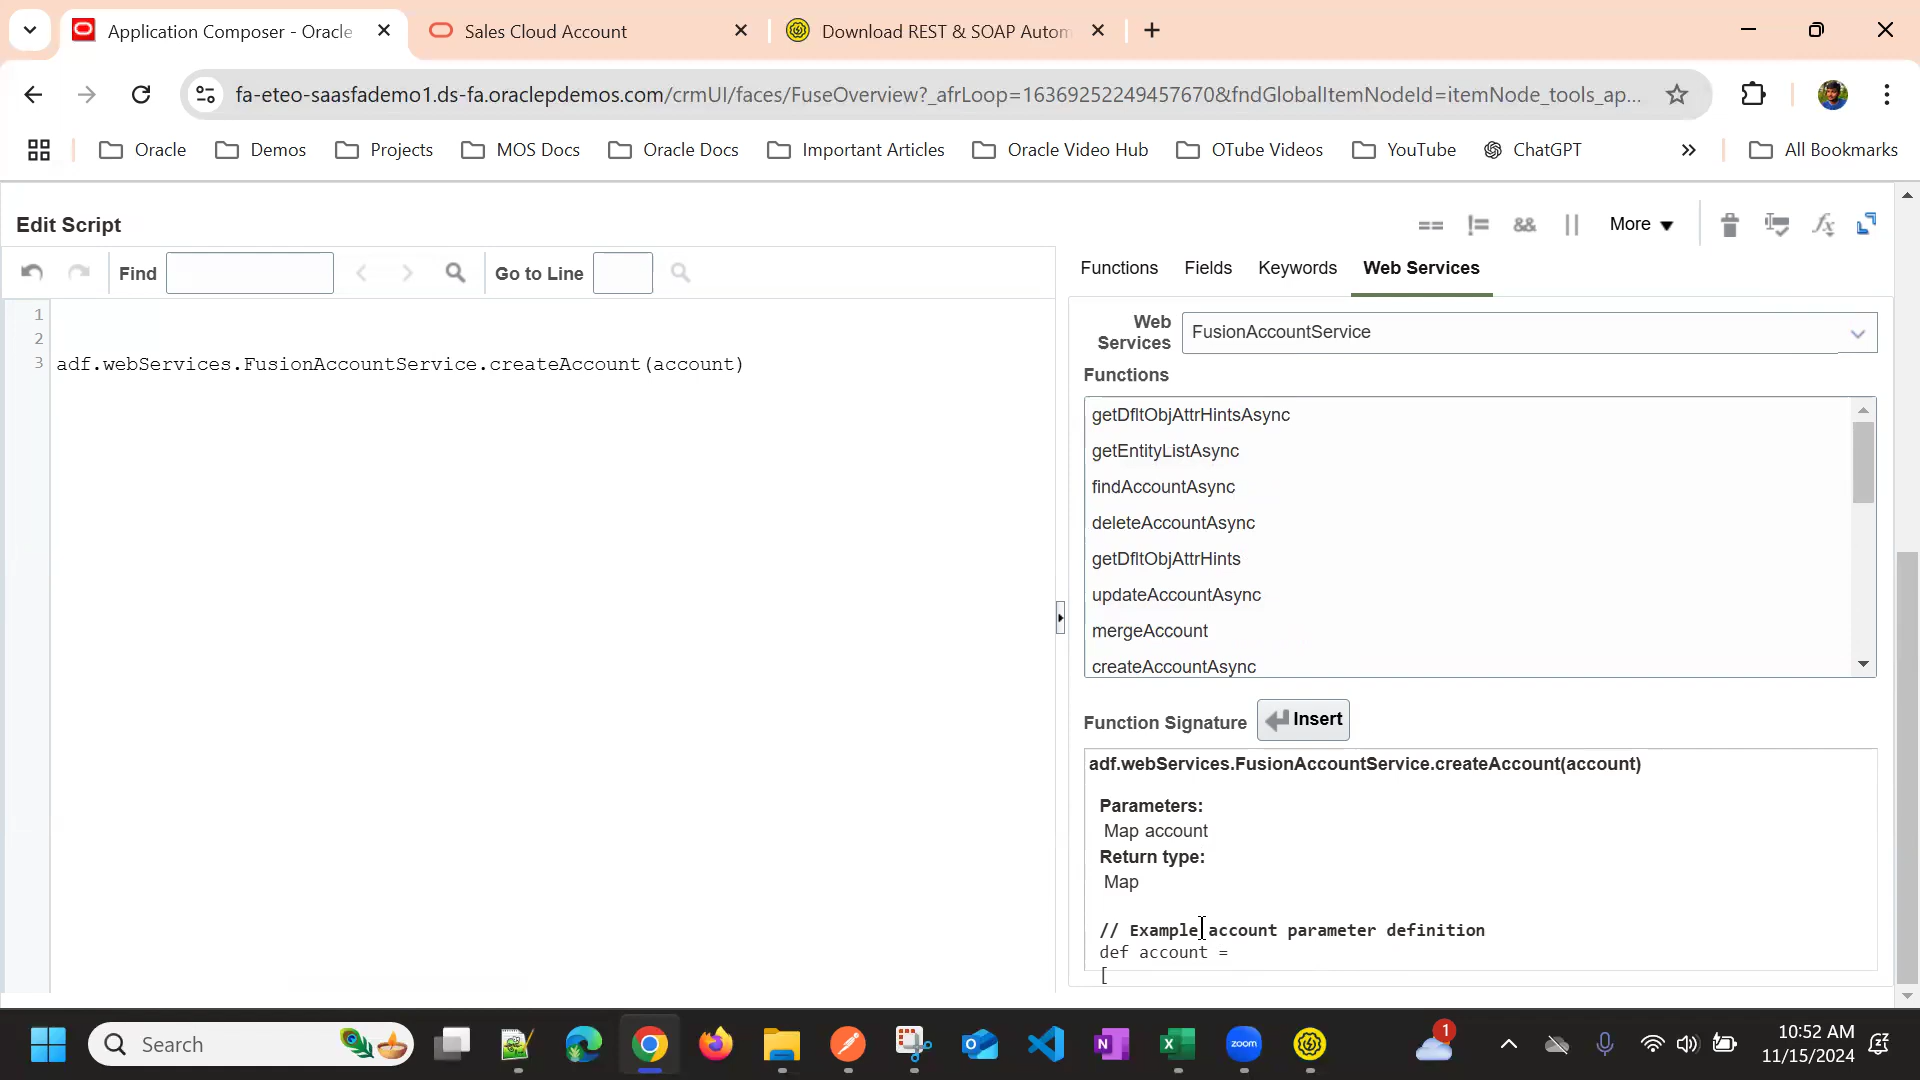 Application Composer - Oracle
Sales Cloud Account
Download REST & SOAP Autom
fa-eteo-saasfademo1.ds-fa.oraclepdemos.com/crmUI/faces/FuseOverview?_afrLoop=16369252249457670&fndGlobalItemNodeId=itemNode_tools_ap...
Oracle
Demos
Projects
MOS Docs
Oracle Docs
Important Articles
Oracle Video Hub
OTube Videos
YouTube
ChatGPT
»
All Bookmarks
Edit Script
== != && ||
More
Find
Go to Line
Functions
Fields
Keywords
Web Services
1
2
3 adf.webServices.FusionAccountService.createAccount(account)
Web Services
FusionAccountService
Functions
getDfltObjAttrHintsAsync
getEntityListAsync
findAccountAsync
deleteAccountAsync
getDfltObjAttrHints
updateAccountAsync
mergeAccount
createAccountAsync
Function Signature
Insert
adf.webServices.FusionAccountService.createAccount(account)
Parameters:
Map account
Return type:
Map
// Example account parameter definition
def account =
[
Search
1
zoom
10:52 AM
11/15/2024